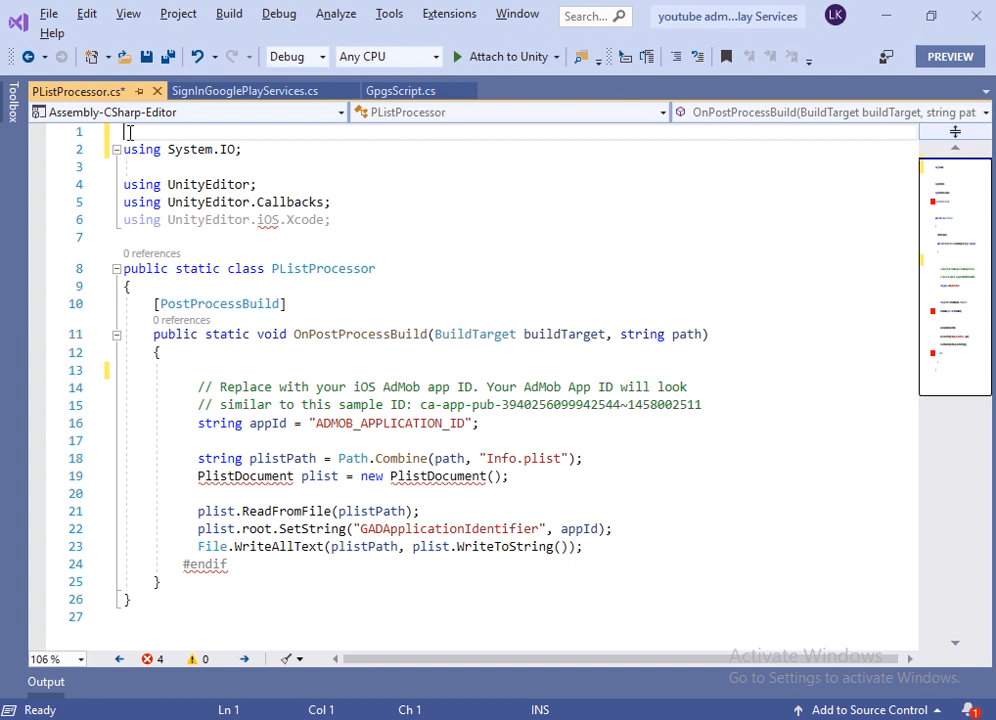 File Edit View Project Build Debug Analyze Tools Extensions Window Search... youtube adm...lay Services LK
Help
Debug Any CPU Attach to Unity PREVIEW
Toolbox
PListProcessor.cs* SignInGooglePlayServices.cs GpgsScript.cs
Assembly-CSharp-Editor PListProcessor OnPostProcessBuild(BuildTarget buildTarget, string pat
1
2 using System.IO;
3
4 using UnityEditor;
5 using UnityEditor.Callbacks;
6 using UnityEditor.iOS.Xcode;
7
0 references
8 public static class PListProcessor
9 {
10 [PostProcessBuild]
0 references
11 public static void OnPostProcessBuild(BuildTarget buildTarget, string path)
12 {
13
14 // Replace with your iOS AdMob app ID. Your AdMob App ID will look
15 // similar to this sample ID: ca-app-pub-3940256099942544~1458002511
16 string appId = "ADMOB_APPLICATION_ID";
17
18 string plistPath = Path.Combine(path, "Info.plist");
19 PlistDocument plist = new PlistDocument();
20
21 plist.ReadFromFile(plistPath);
22 plist.root.SetString("GADApplicationIdentifier", appId);
23 File.WriteAllText(plistPath, plist.WriteToString());
24 #endif
25 }
26 }
27
106 % 4 0
Activate Windows
Go to Settings to activate Windows.
Output
Ready Ln 1 Col 1 Ch 1 INS Add to Source Control 1